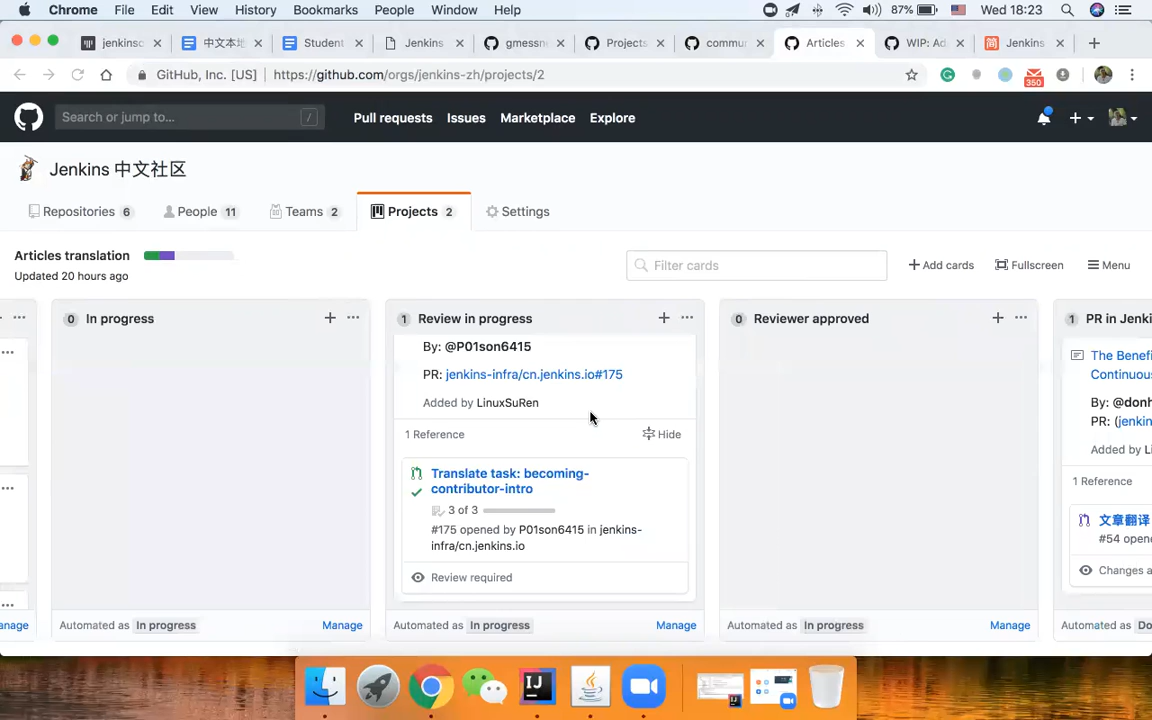 Chrome File Edit View History Bookmarks People Window Help 87% Wed 18:23
jenkinsc 中文本地 Student Jenkins gmessne Projects commu Articles WIP: Ad Jenkins
GitHub, Inc. [US] https://github.com/orgs/jenkins-zh/projects/2 350
Search or jump to... / Pull requests Issues Marketplace Explore
Jenkins 中文社区
Repositories 6 People 11 Teams 2 Projects 2 Settings
Articles translation
Updated 20 hours ago
Filter cards
Add cards Fullscreen Menu
0 In progress
Automated as In progress Manage
1 Review in progress
By: @P01son6415
PR: jenkins-infra/cn.jenkins.io#175
Added by LinuxSuRen
1 Reference Hide
Translate task: becoming-
contributor-intro
3 of 3
#175 opened by P01son6415 in jenkins-
infra/cn.jenkins.io
Review required
Automated as In progress Manage
0 Reviewer approved
Automated as In progress Manage
1 PR in Jenki
The Benefi
Continuou
By: @donh
PR: (jenkin
Added by Li
1 Reference
文章翻译
#54 opene
Changes a
Automated as Do
anage